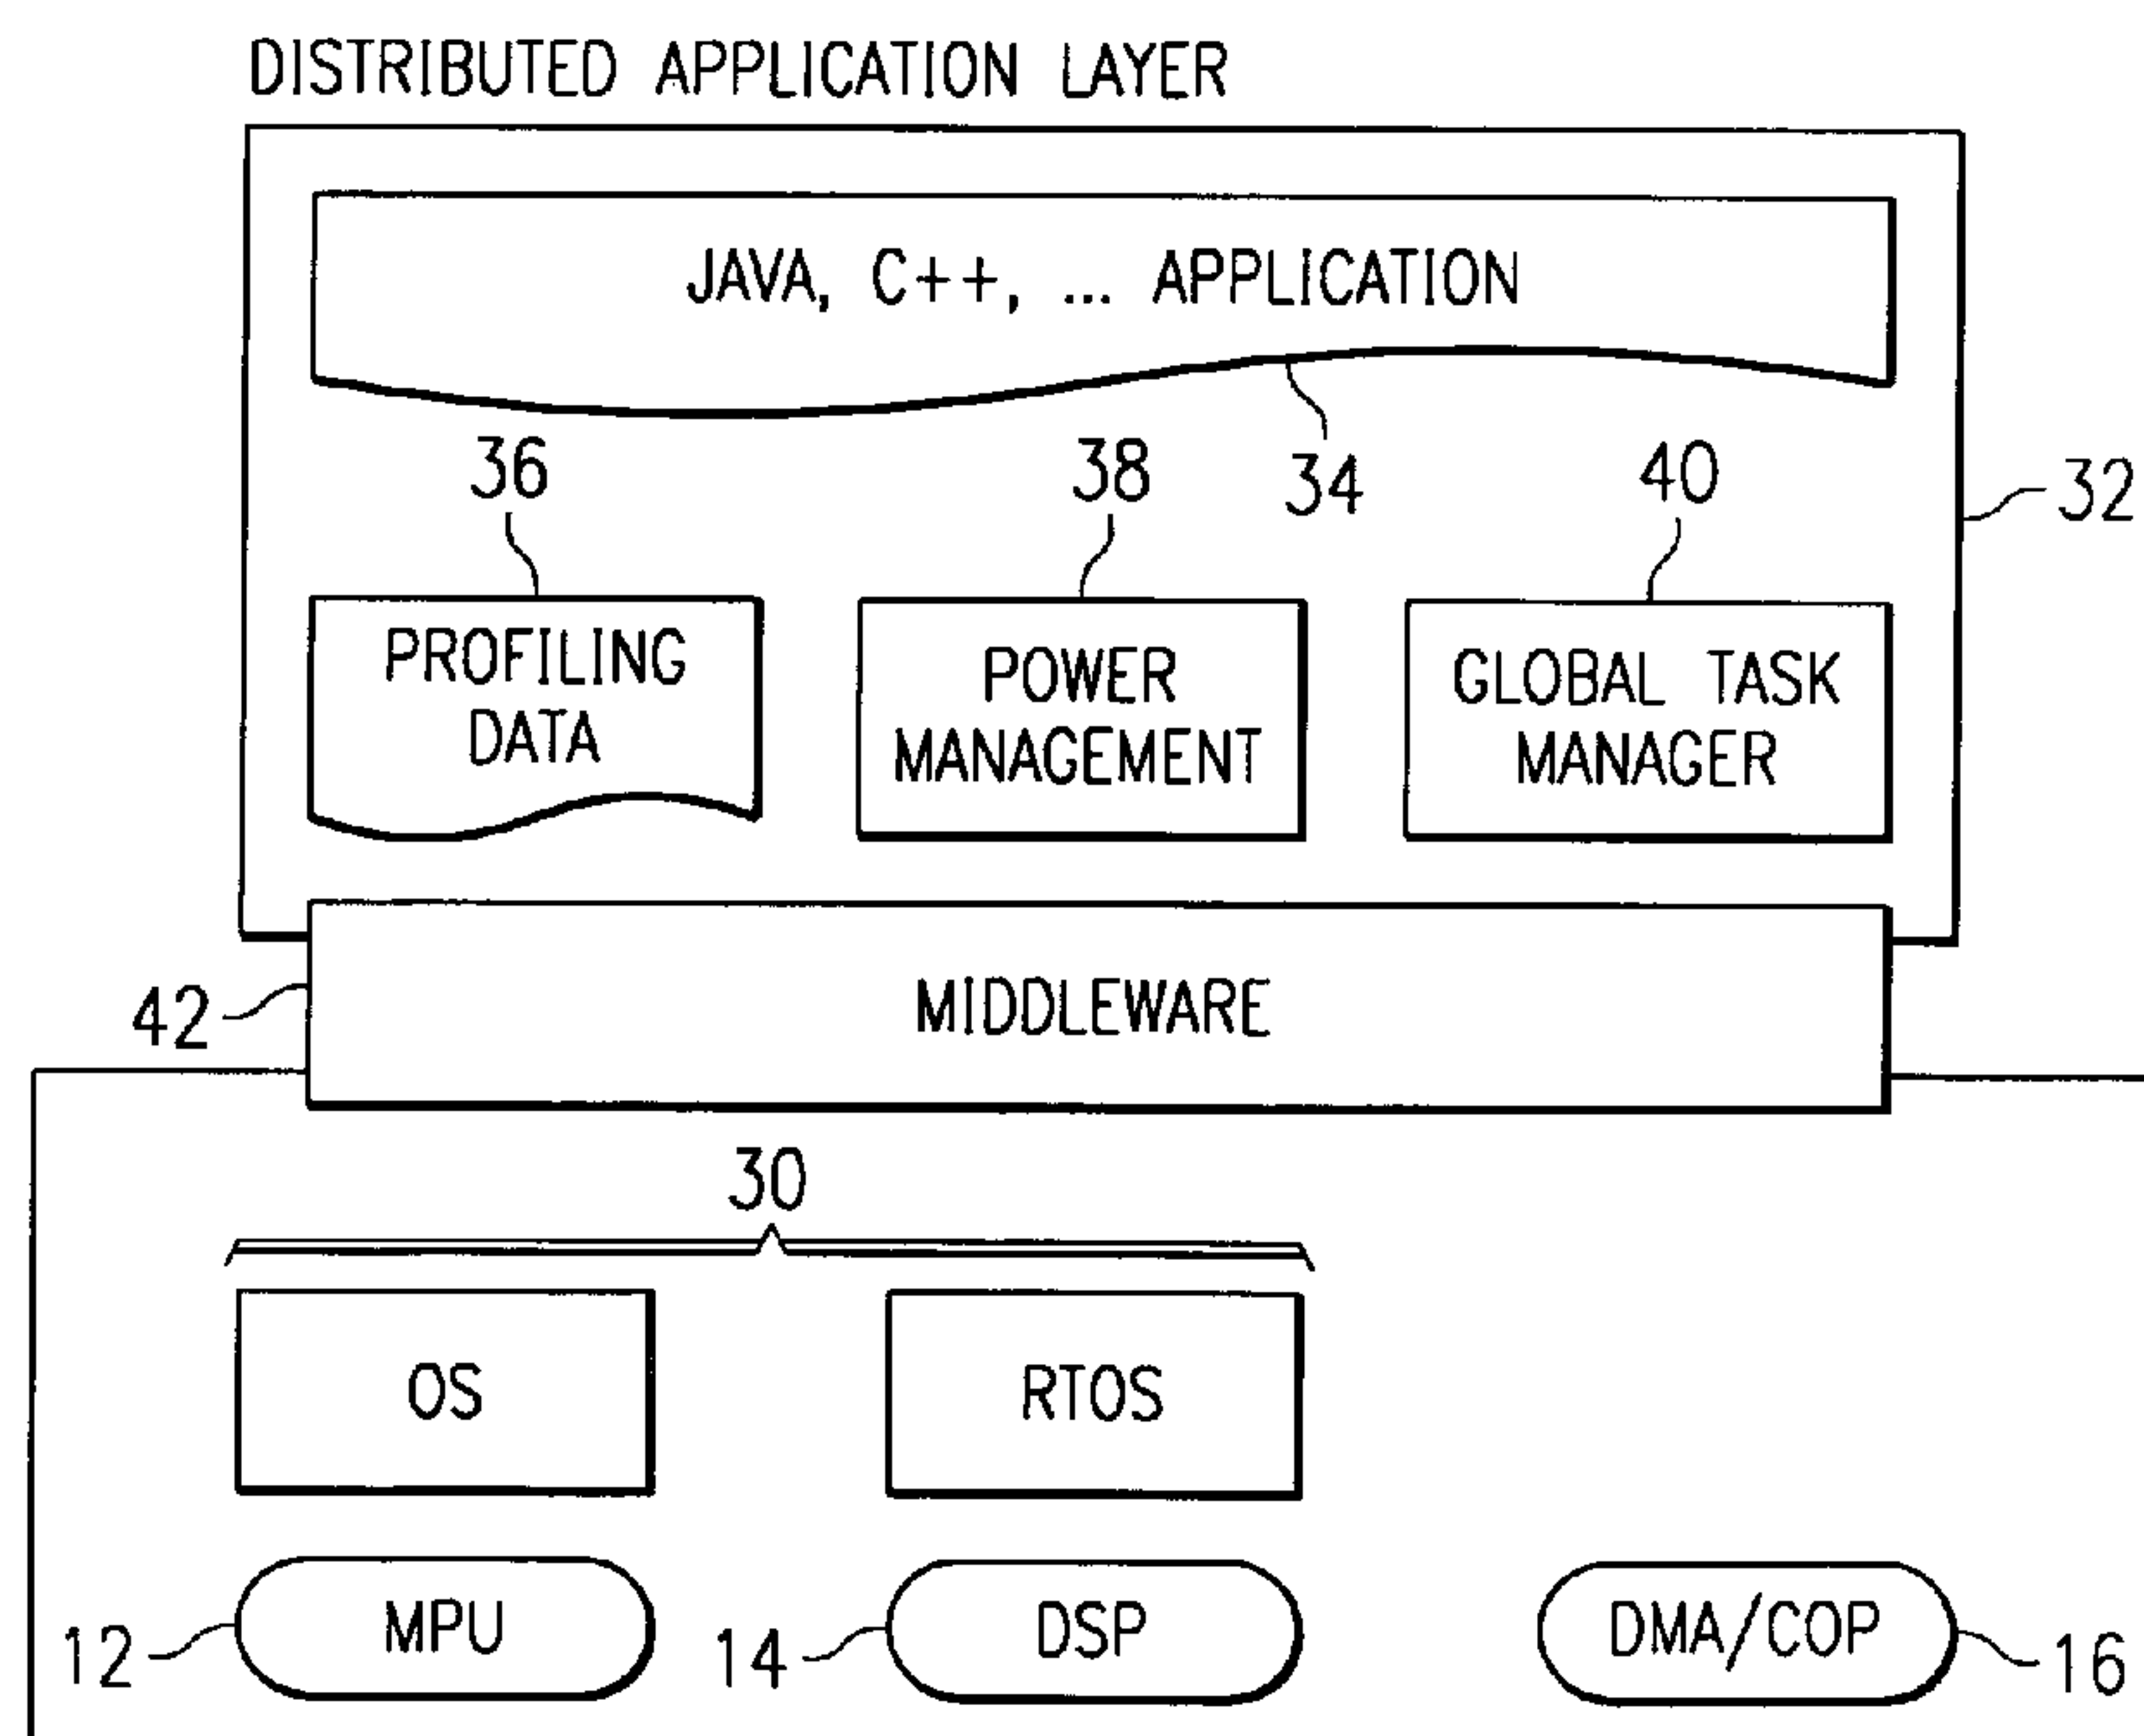 DISTRIBUTED APPLICATION LAYER
JAVA, C++, ... APPLICATION
36
38
34
40
32
PROFILING
DATA
POWER
MANAGEMENT
GLOBAL TASK
MANAGER
42
MIDDLEWARE
30
OS
RTOS
12
MPU
14
DSP
DMA/COP
16